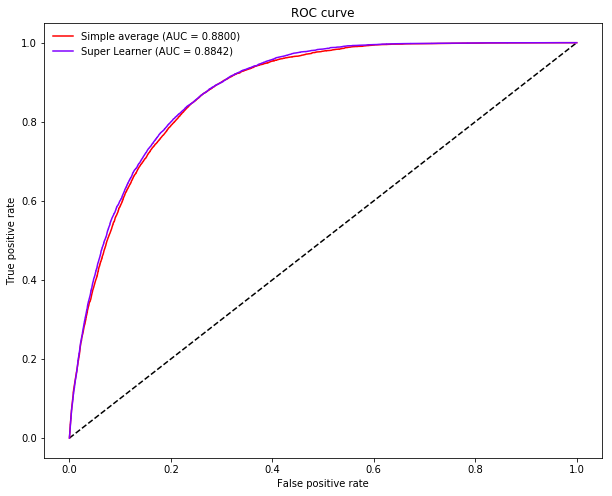 ROC curve
Simple average (AUC = 0.8800)
Super Learner (AUC = 0.8842)
1.0
0.8
0.6
0.4
0.2
0.0
True positive rate
0.0 0.2 0.4 0.6 0.8 1.0
False positive rate